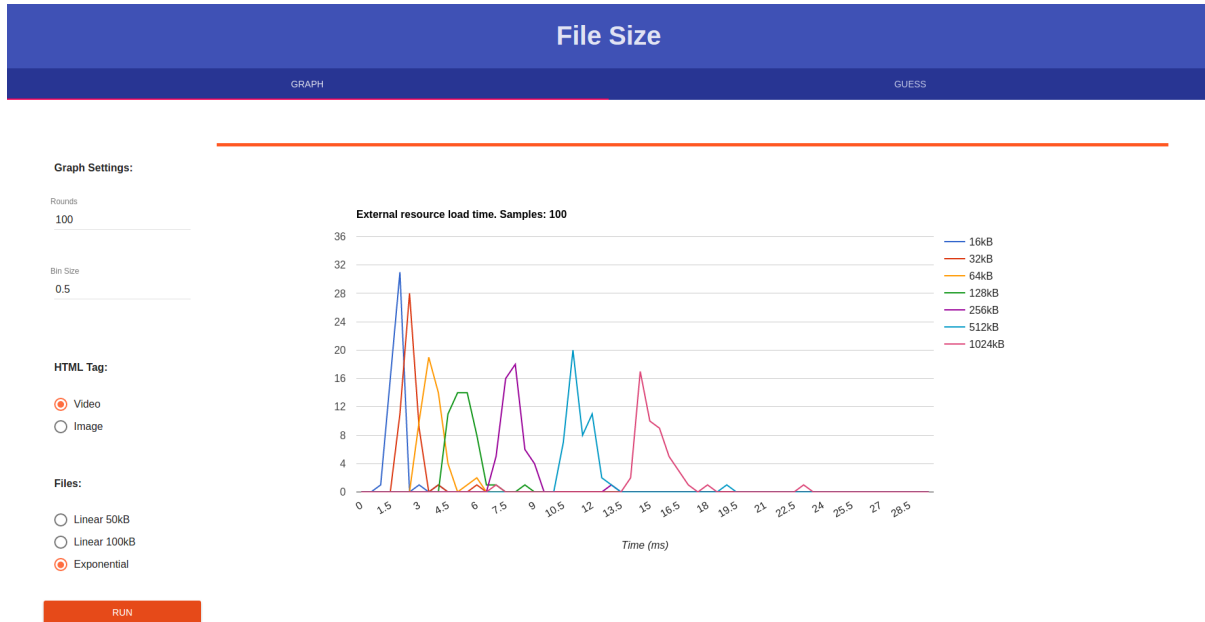 File Size
GRAPH GUESS
Graph Settings:
Rounds
100
Bin Size
0.5
HTML Tag:
Video
Image
Files:
Linear 50kB
Linear 100kB
Exponential
RUN
External resource load time. Samples: 100
36
32
28
24
20
16
12
8
4
0
0 1.5 3 4.5 6 7.5 9 10.5 12 13.5 15 16.5 18 19.5 21 22.5 24 25.5 27 28.5
Time (ms)
16kB
32kB
64kB
128kB
256kB
512kB
1024kB